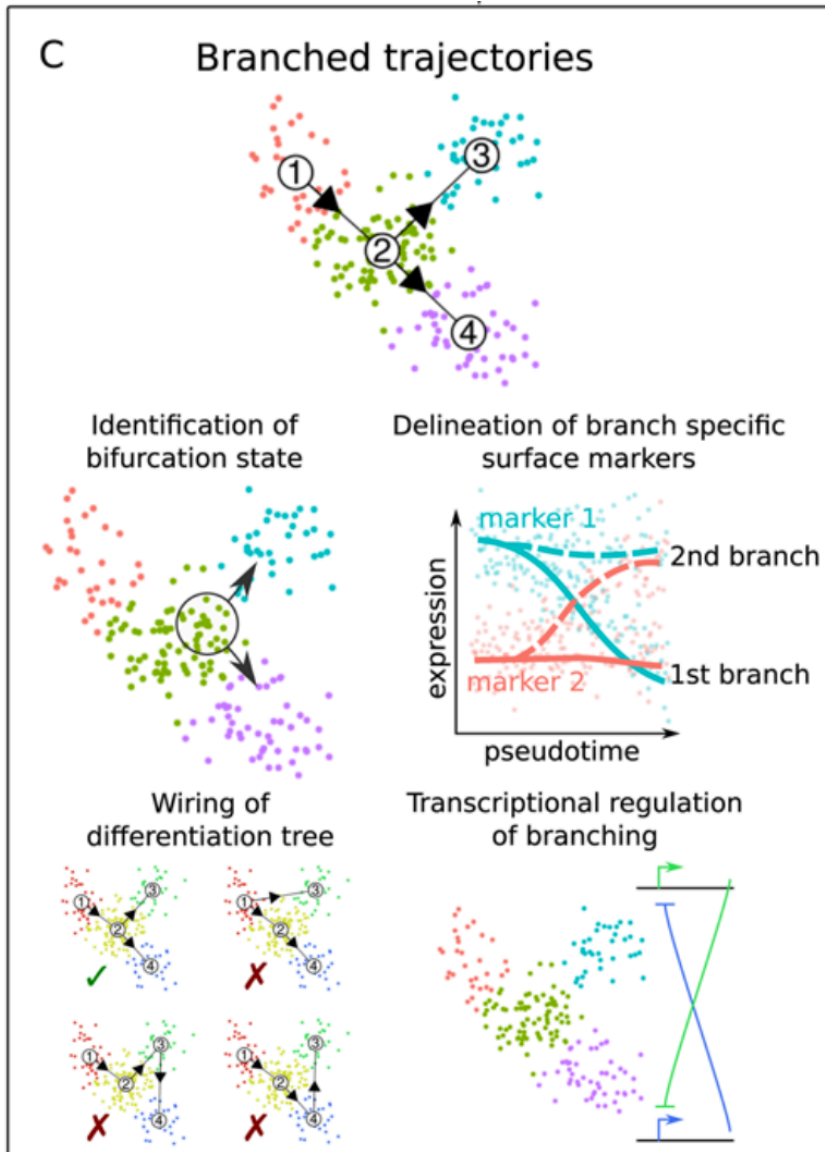 C
Branched trajectories
1
2
3
4
Identification of
bifurcation state
Delineation of branch specific
surface markers
expression
marker 1
marker 2
2nd branch
1st branch
pseudotime
Wiring of
differentiation tree
1
2
3
4
✓
1
2
3
4
✗
1
2
3
4
✗
1
2
3
4
✗
Transcriptional regulation
of branching